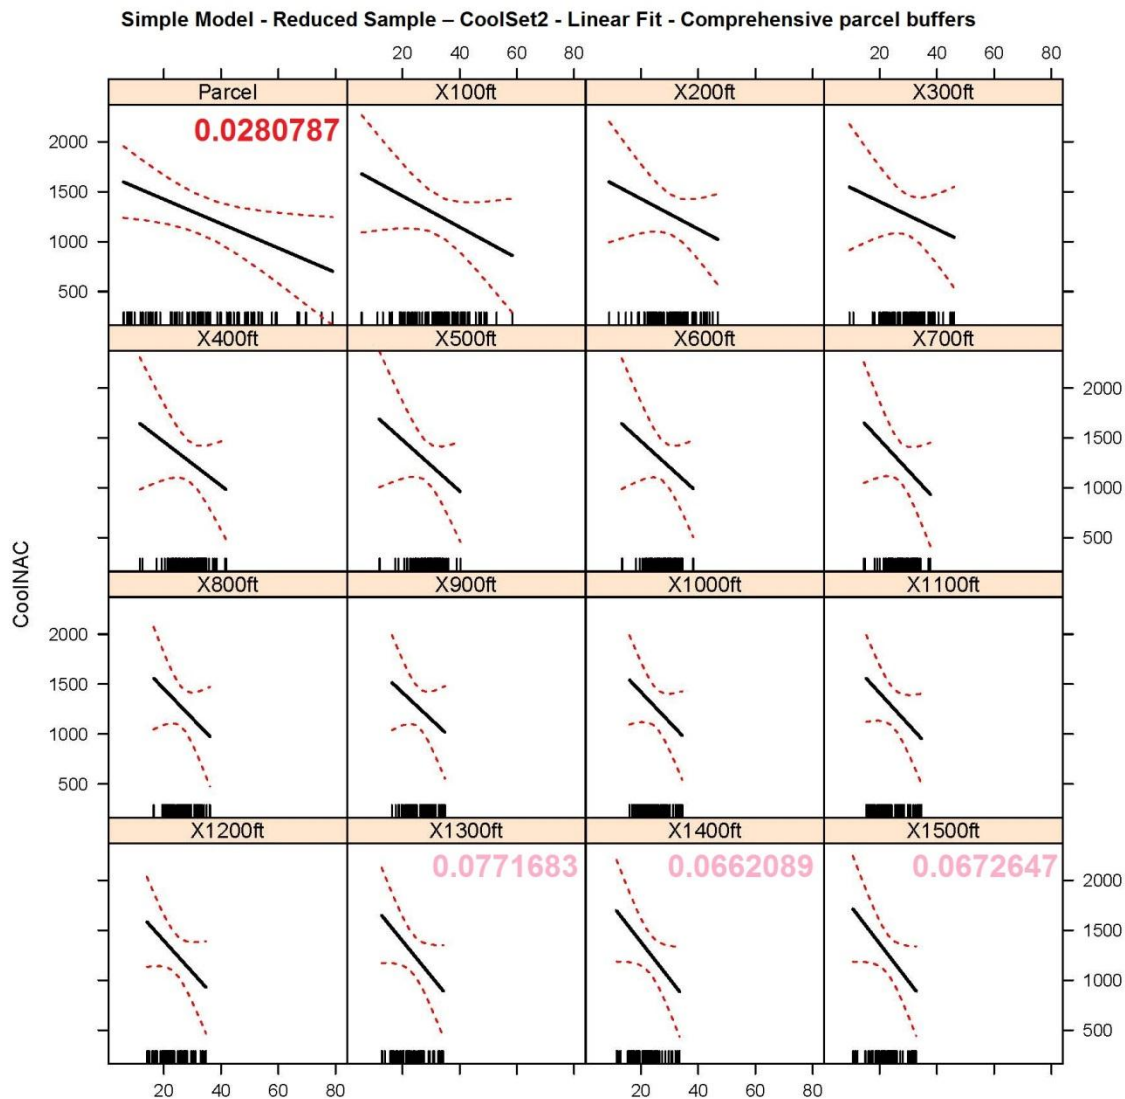 Simple Model - Reduced Sample – CoolSet2 - Linear Fit - Comprehensive parcel buffers
20 40 60 80 20 40 60 80
Parcel X100ft X200ft X300ft
0.0280787
2000
1500
1000
500
X400ft X500ft X600ft X700ft
2000
1500
1000
500
CoolNAC
X800ft X900ft X1000ft X1100ft
2000
1500
1000
500
X1200ft X1300ft X1400ft X1500ft
0.0771683 0.0662089 0.0672647
2000
1500
1000
500
20 40 60 80 20 40 60 80